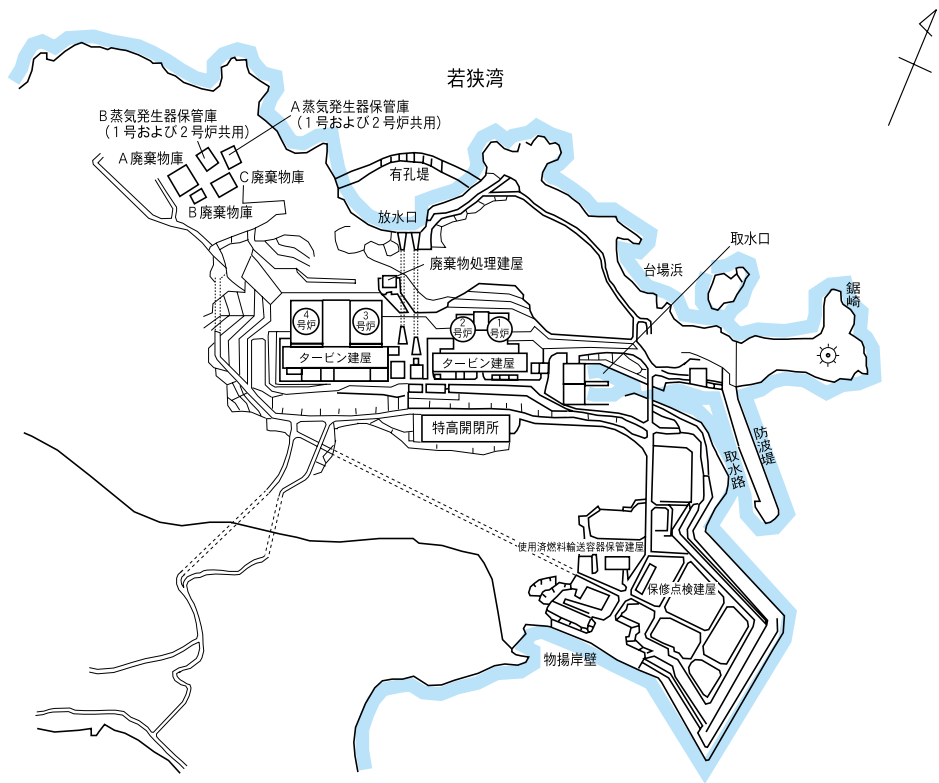 若狭湾
A蒸気発生器保管庫
(1号および2号炉共用)
B蒸気発生器保管庫
(1号および2号炉共用)
A廃棄物庫
C廃棄物庫
B廃棄物庫
有孔堤
放水口
取水口
廃棄物処理建屋
台場浜
鋸崎
4
号炉
3
号炉
2
号炉
1
号炉
タービン建屋
タービン建屋
特高開閉所
防波堤
取水路
使用済燃料輸送容器保管建屋
保修点検建屋
物揚岸壁